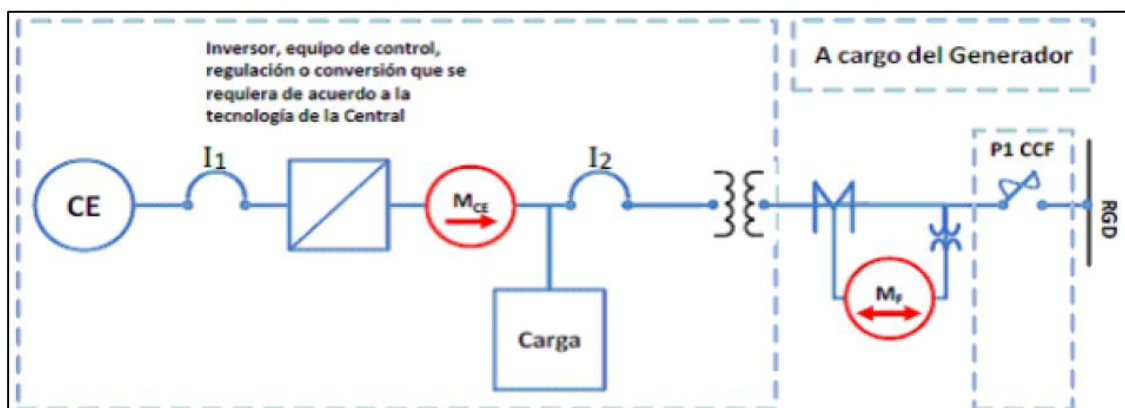 Inversor, equipo de control,
regulación o conversión que se
requiera de acuerdo a la
tecnología de la Central
A cargo del Generador
CE
I1
MCE
I2
P1 CCF
RGD
MF
Carga